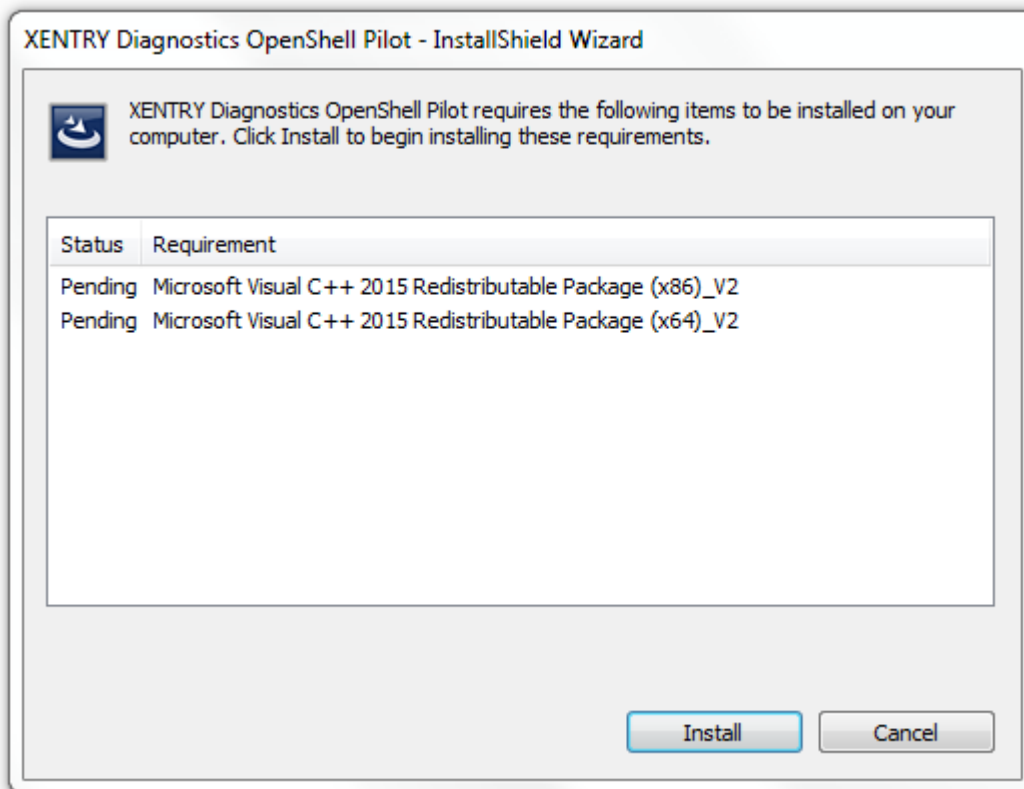 XENTRY Diagnostics OpenShell Pilot - InstallShield Wizard
XENTRY Diagnostics OpenShell Pilot requires the following items to be installed on your
computer. Click Install to begin installing these requirements.
Status Requirement
Pending Microsoft Visual C++ 2015 Redistributable Package (x86)_V2
Pending Microsoft Visual C++ 2015 Redistributable Package (x64)_V2
Install Cancel